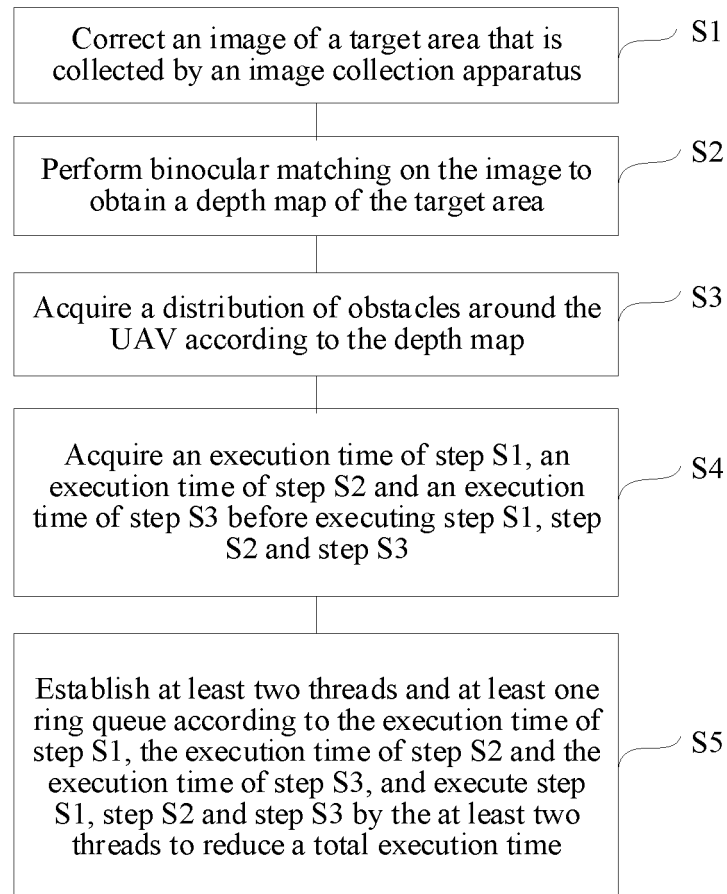 Correct an image of a target area that is
collected by an image collection apparatus
S1
Perform binocular matching on the image to
obtain a depth map of the target area
S2
Acquire a distribution of obstacles around the
UAV according to the depth map
S3
Acquire an execution time of step S1, an
execution time of step S2 and an execution
time of step S3 before executing step S1, step
S2 and step S3
S4
Establish at least two threads and at least one
ring queue according to the execution time of
step S1, the execution time of step S2 and the
execution time of step S3, and execute step
S1, step S2 and step S3 by the at least two
threads to reduce a total execution time
S5